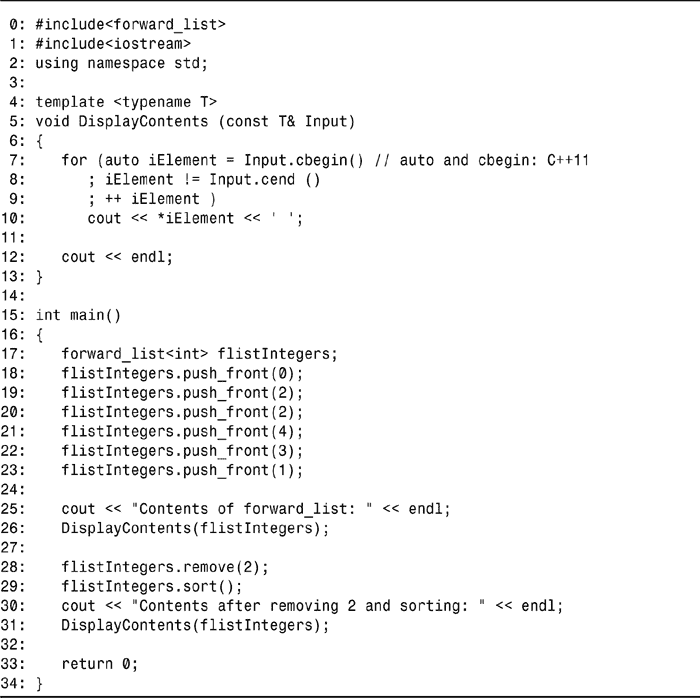 0: #include<forward_list>
1: #include<iostream>
2: using namespace std;
3:
4: template <typename T>
5: void DisplayContents (const T& Input)
6: {
7:    for (auto iElement = Input.cbegin() // auto and cbegin: C++11
8:       ; iElement != Input.cend ()
9:       ; ++ iElement )
10:       cout << *iElement << ' ';
11:
12:    cout << endl;
13: }
14:
15: int main()
16: {
17:    forward_list<int> flistIntegers;
18:    flistIntegers.push_front(0);
19:    flistIntegers.push_front(2);
20:    flistIntegers.push_front(2);
21:    flistIntegers.push_front(4);
22:    flistIntegers.push_front(3);
23:    flistIntegers.push_front(1);
24:
25:    cout << "Contents of forward_list: " << endl;
26:    DisplayContents(flistIntegers);
27:
28:    flistIntegers.remove(2);
29:    flistIntegers.sort();
30:    cout << "Contents after removing 2 and sorting: " << endl;
31:    DisplayContents(flistIntegers);
32:
33:    return 0;
34: }